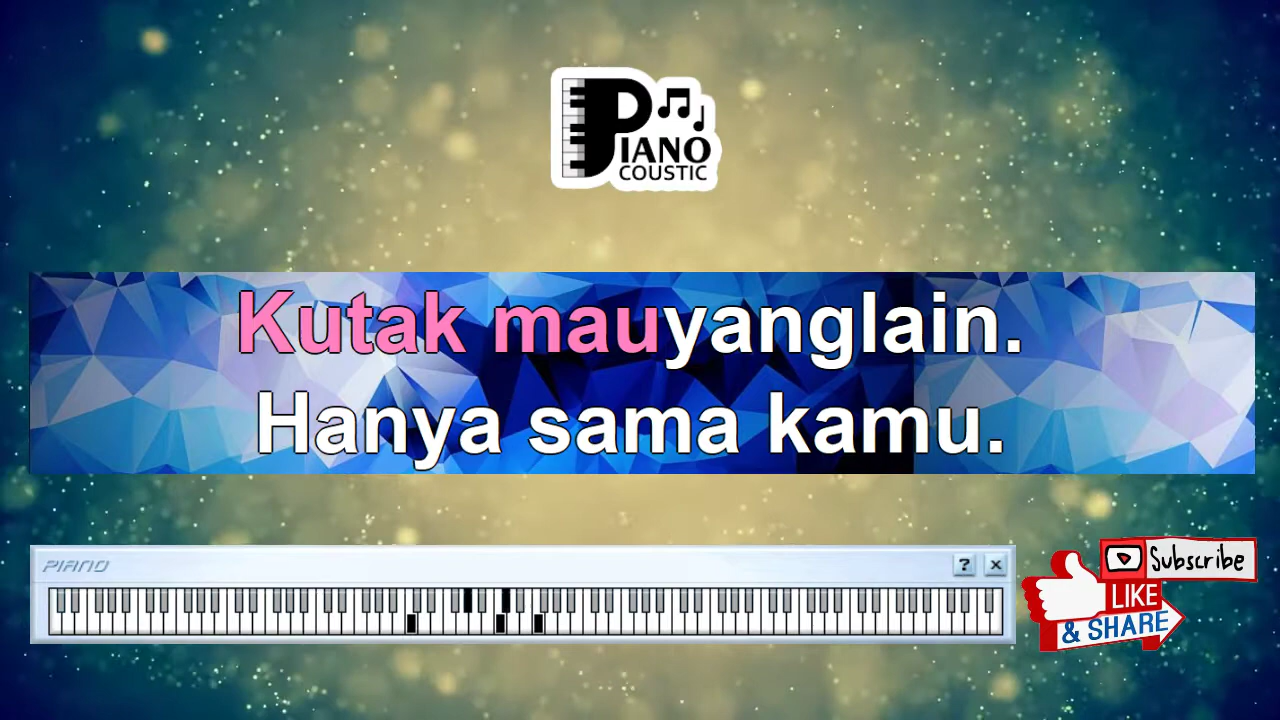 PIANO
COUSTIC
Kutak mauyanglain.
Hanya sama kamu.
PIANO
? ×
Subscribe
LIKE
& SHARE